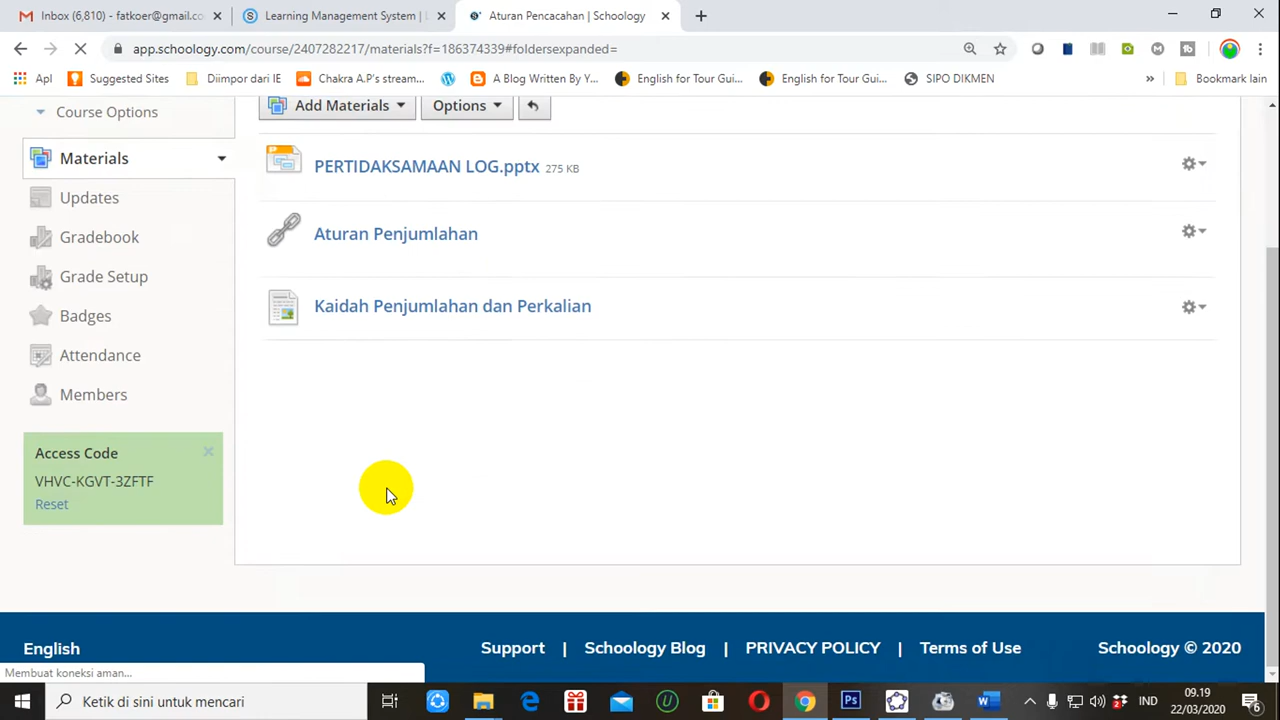 Inbox (6,810) - fatkoer@gmail.co
Learning Management System | L
Aturan Pencacahan | Schoology
app.schoology.com/course/2407282217/materials?f=186374339#foldersexpanded=
Apl
Suggested Sites
Diimpor dari IE
Chakra A.P's stream...
A Blog Written By Y...
English for Tour Gui...
English for Tour Gui...
SIPO DIKMEN
Bookmark lain
Course Options
Add Materials
Options
Materials
PERTIDAKSAMAAN LOG.pptx 275 KB
Updates
Gradebook
Aturan Penjumlahan
Grade Setup
Badges
Kaidah Penjumlahan dan Perkalian
Attendance
Members
Access Code
VHVC-KGVT-3ZFTF
Reset
English
Support | Schoology Blog | PRIVACY POLICY | Terms of Use
Schoology © 2020
Membuat koneksi aman...
Ketik di sini untuk mencari
Ps
IND
09.19
22/03/2020
6